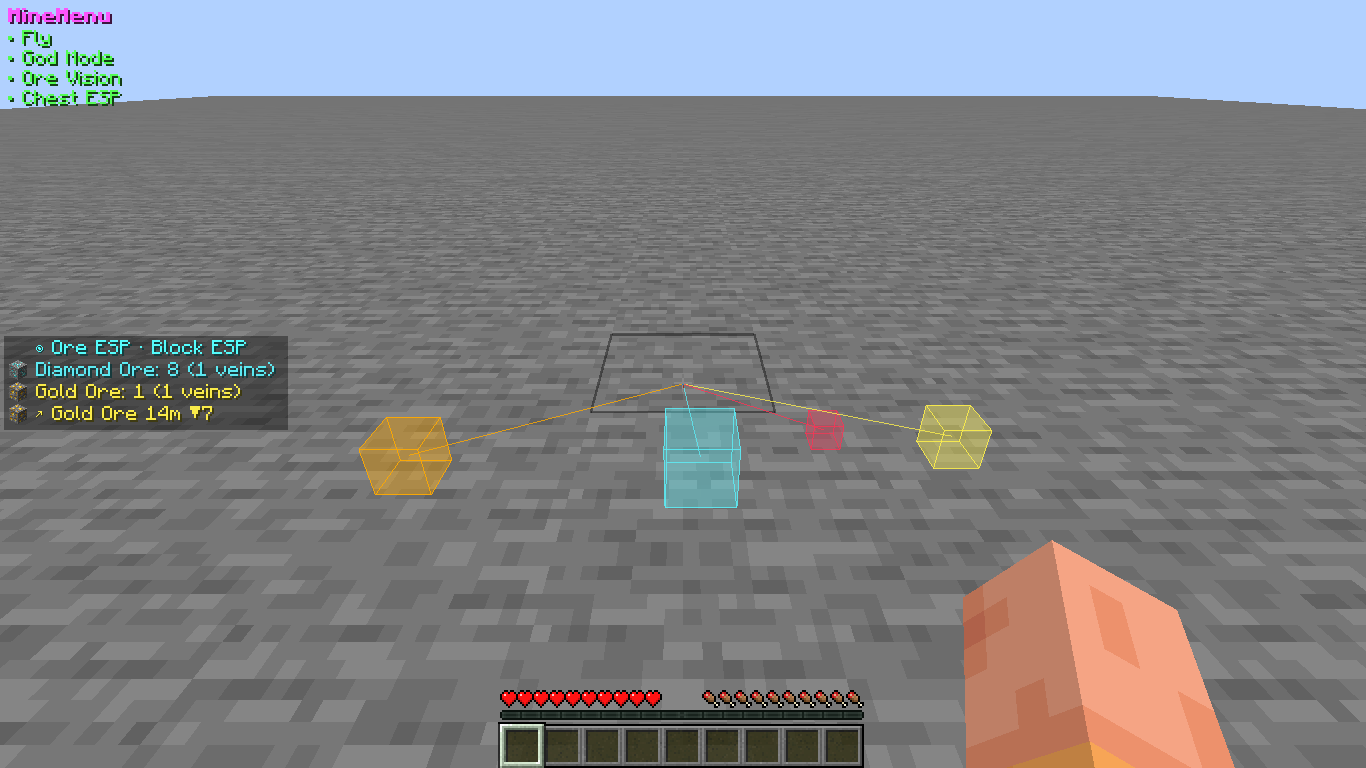 MineMenu
• Fly
• God Mode
• Ore Vision
• Chest ESP
Ore ESP · Block ESP
Diamond Ore: 8 (1 veins)
Gold Ore: 1 (1 veins)
↗ Gold Ore 14m ▼7